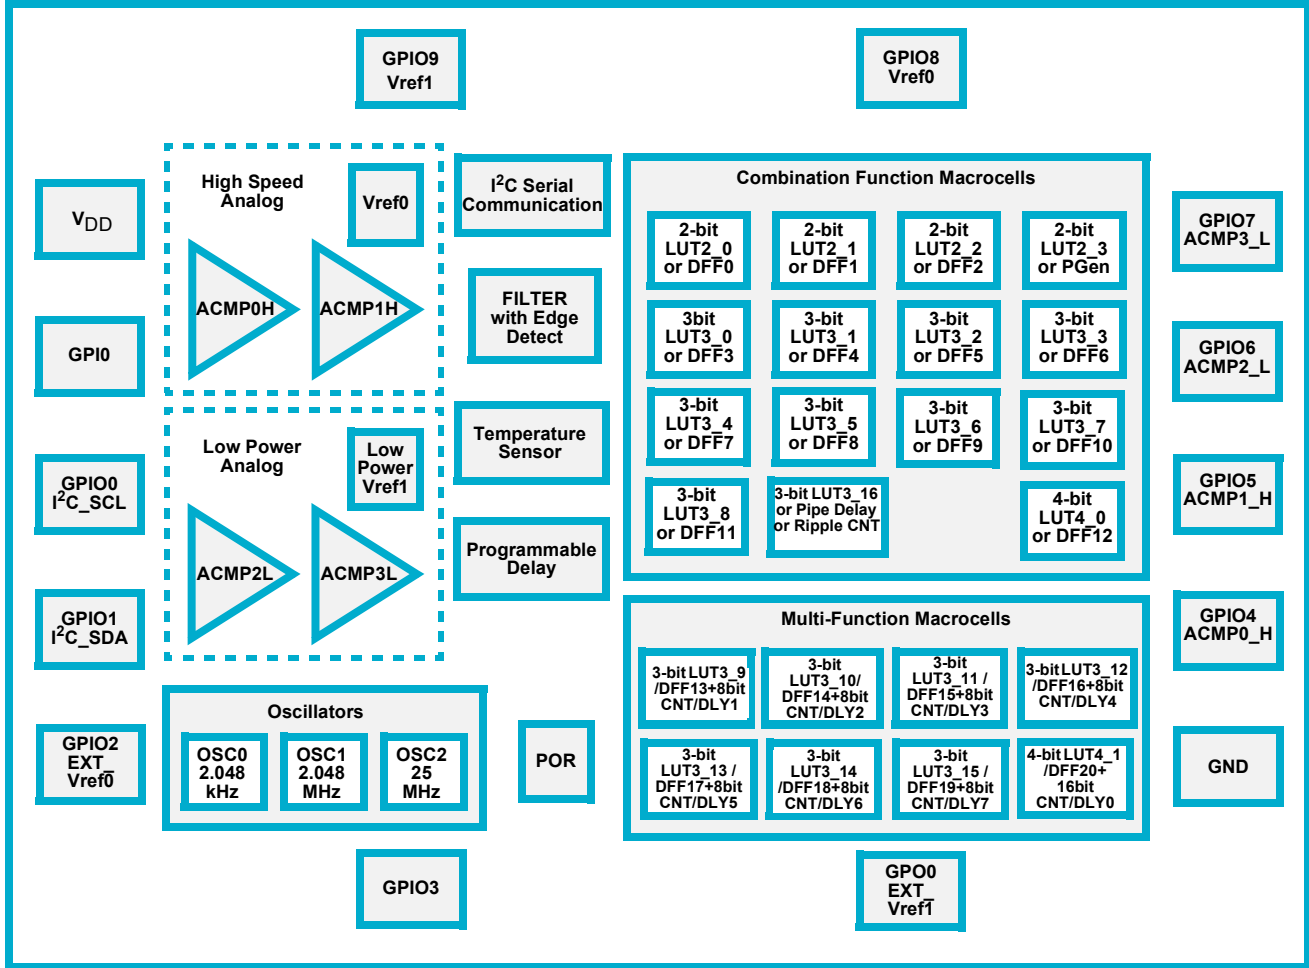 GPIO9
Vref1
GPIO8
Vref0
VDD
GPI0
GPIO0
I2C_SCL
GPIO1
I2C_SDA
GPIO2
EXT_
Vref0
High Speed
Analog
Vref0
ACMP0H
ACMP1H
Low Power
Analog
Low
Power
Vref1
ACMP2L
ACMP3L
Oscillators
OSC0
2.048
kHz
OSC1
2.048
MHz
OSC2
25
MHz
I2C Serial
Communication
FILTER
with Edge
Detect
Temperature
Sensor
Programmable
Delay
POR
Combination Function Macrocells
2-bit
LUT2_0
or DFF0
2-bit
LUT2_1
or DFF1
2-bit
LUT2_2
or DFF2
2-bit
LUT2_3
or PGen
3bit
LUT3_0
or DFF3
3-bit
LUT3_1
or DFF4
3-bit
LUT3_2
or DFF5
3-bit
LUT3_3
or DFF6
3-bit
LUT3_4
or DFF7
3-bit
LUT3_5
or DFF8
3-bit
LUT3_6
or DFF9
3-bit
LUT3_7
or DFF10
3-bit
LUT3_8
or DFF11
3-bit LUT3_16
or Pipe Delay
or Ripple CNT
4-bit
LUT4_0
or DFF12
Multi-Function Macrocells
3-bit LUT3_9
/DFF13+8bit
CNT/DLY1
3-bit
LUT3_10/
DFF14+8bit
CNT/DLY2
3-bit
LUT3_11 /
DFF15+8bit
CNT/DLY3
3-bit LUT3_12
/DFF16+8bit
CNT/DLY4
3-bit
LUT3_13 /
DFF17+8bit
CNT/DLY5
3-bit
LUT3_14
/DFF18+8bit
CNT/DLY6
3-bit
LUT3_15 /
DFF19+8bit
CNT/DLY7
4-bit LUT4_1
/DFF20+
16bit
CNT/DLY0
GPIO7
ACMP3_L
GPIO6
ACMP2_L
GPIO5
ACMP1_H
GPIO4
ACMP0_H
GND
GPIO3
GPO0
EXT_
Vref1